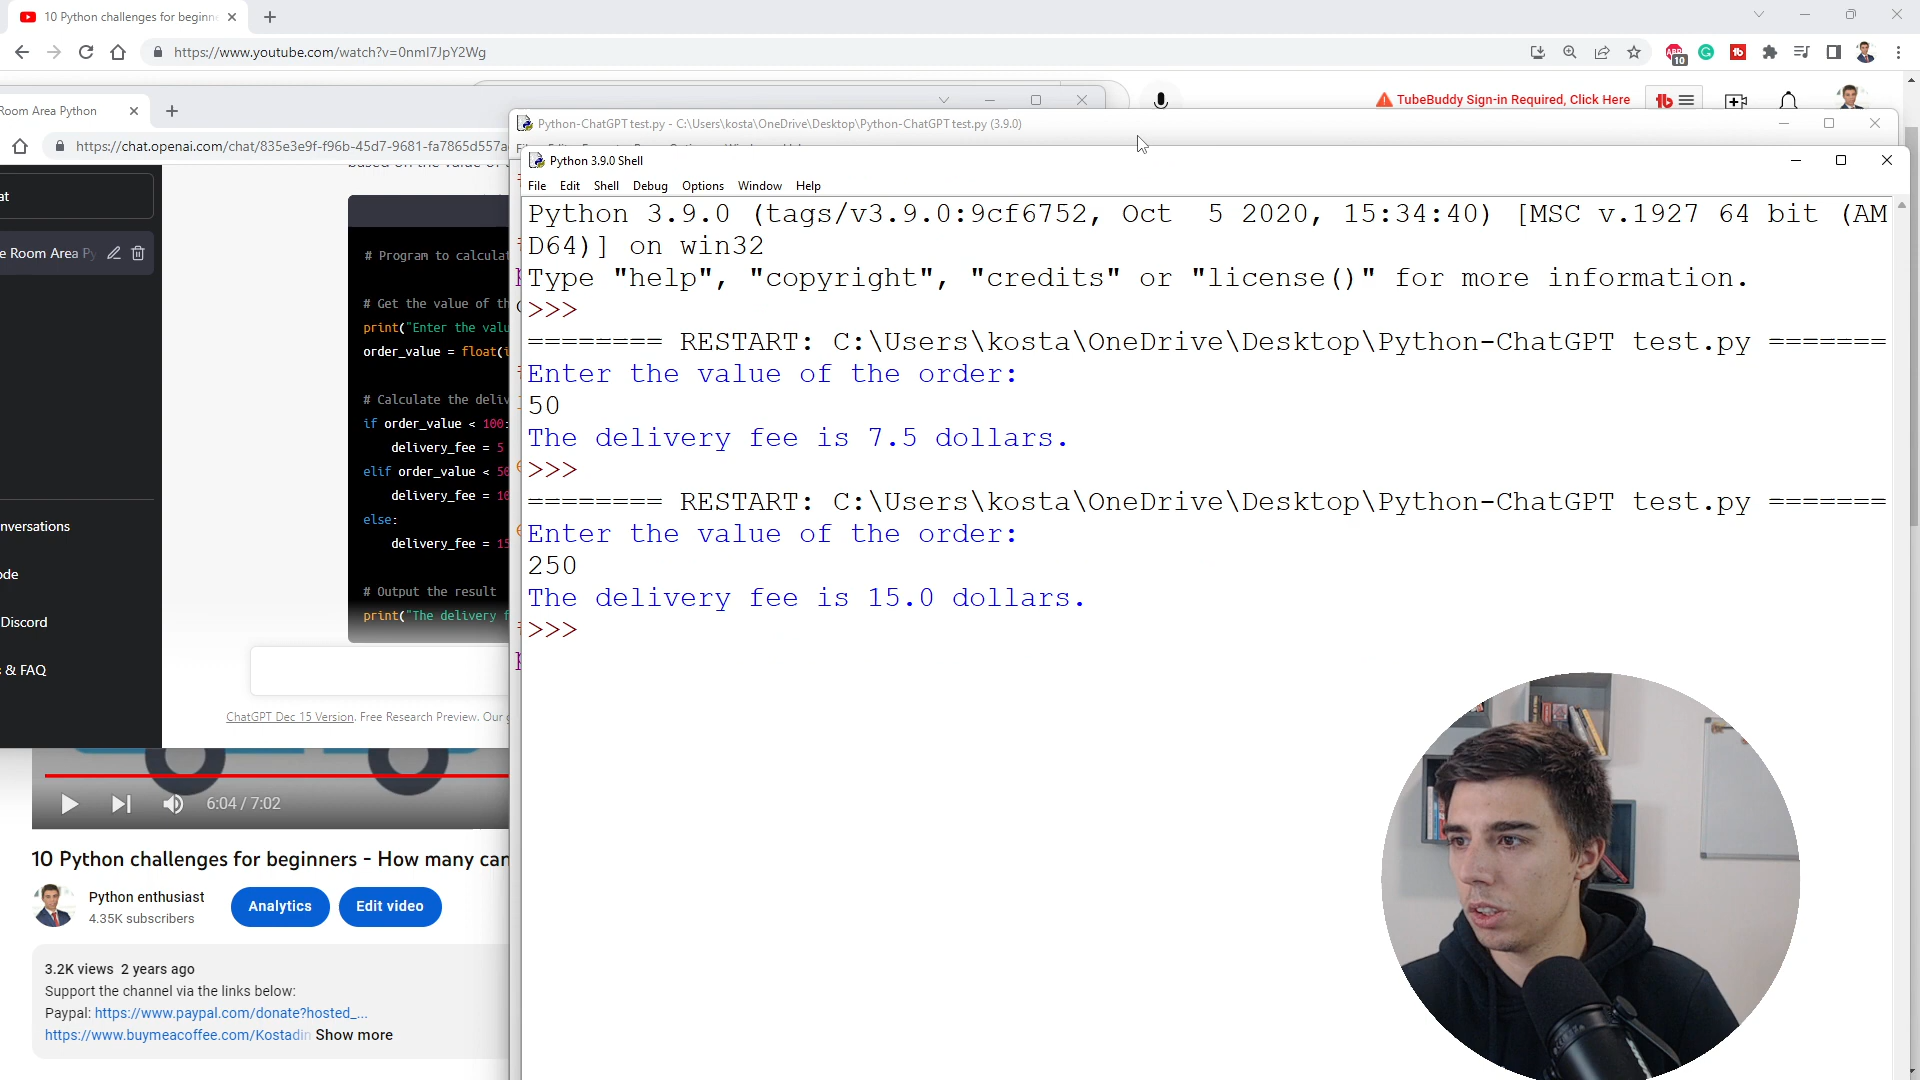 10 Python challenges for beginne
https://www.youtube.com/watch?v=0nmI7JpY2Wg
10
TubeBuddy Sign-in Required, Click Here
Room Area Python
https://chat.openai.com/chat/835e3e9f-f96b-45d7-9681-fa7865d557a
at
e Room Area Py
nversations
ode
Discord
& FAQ
# Program to calculat
# Get the value of th
print("Enter the valu
order_value = float(i
# Calculate the deliv
if order_value < 100:
delivery_fee = 5
elif order_value < 50
delivery_fee = 10
else:
delivery_fee = 15
# Output the result
print("The delivery f
ChatGPT Dec 15 Version. Free Research Preview. Our g
Python-ChatGPT test.py - C:\Users\kosta\OneDrive\Desktop\Python-ChatGPT test.py (3.9.0)
Python 3.9.0 Shell
File Edit Shell Debug Options Window Help
Python 3.9.0 (tags/v3.9.0:9cf6752, Oct  5 2020, 15:34:40) [MSC v.1927 64 bit (AM
D64)] on win32
Type "help", "copyright", "credits" or "license()" for more information.
>>>
======== RESTART: C:\Users\kosta\OneDrive\Desktop\Python-ChatGPT test.py =======
Enter the value of the order:
50
The delivery fee is 7.5 dollars.
>>>
======== RESTART: C:\Users\kosta\OneDrive\Desktop\Python-ChatGPT test.py =======
Enter the value of the order:
250
The delivery fee is 15.0 dollars.
>>>
6:04 / 7:02
10 Python challenges for beginners - How many can
Python enthusiast
4.35K subscribers
Analytics
Edit video
3.2K views 2 years ago
Support the channel via the links below:
Paypal: https://www.paypal.com/donate?hosted_...
https://www.buymeacoffee.com/Kostadin Show more